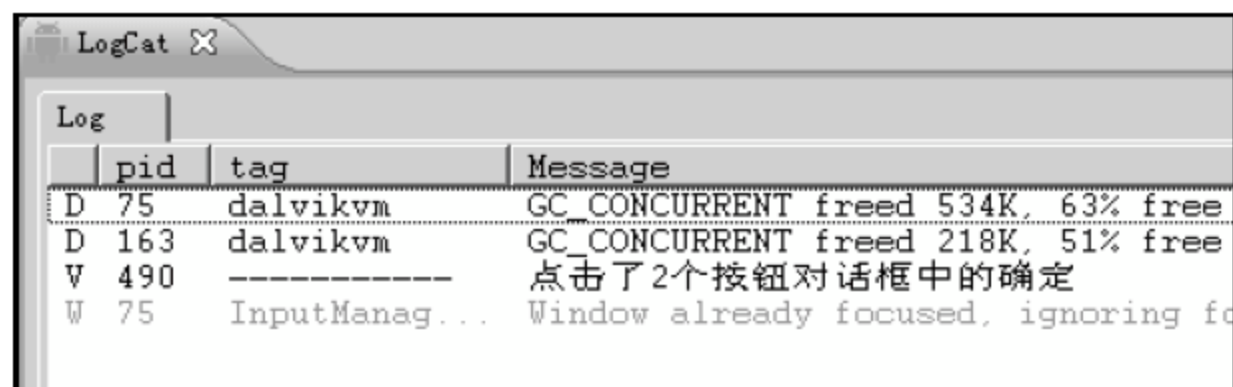 LogCat
Log
pid tag Message
D 75 dalvikvm GC_CONCURRENT freed 534K, 63% free
D 163 dalvikvm GC_CONCURRENT freed 218K, 51% free
V 490 ----------- 点击了2个按钮对话框中的确定
W 75 InputManag... Window already focused, ignoring fo